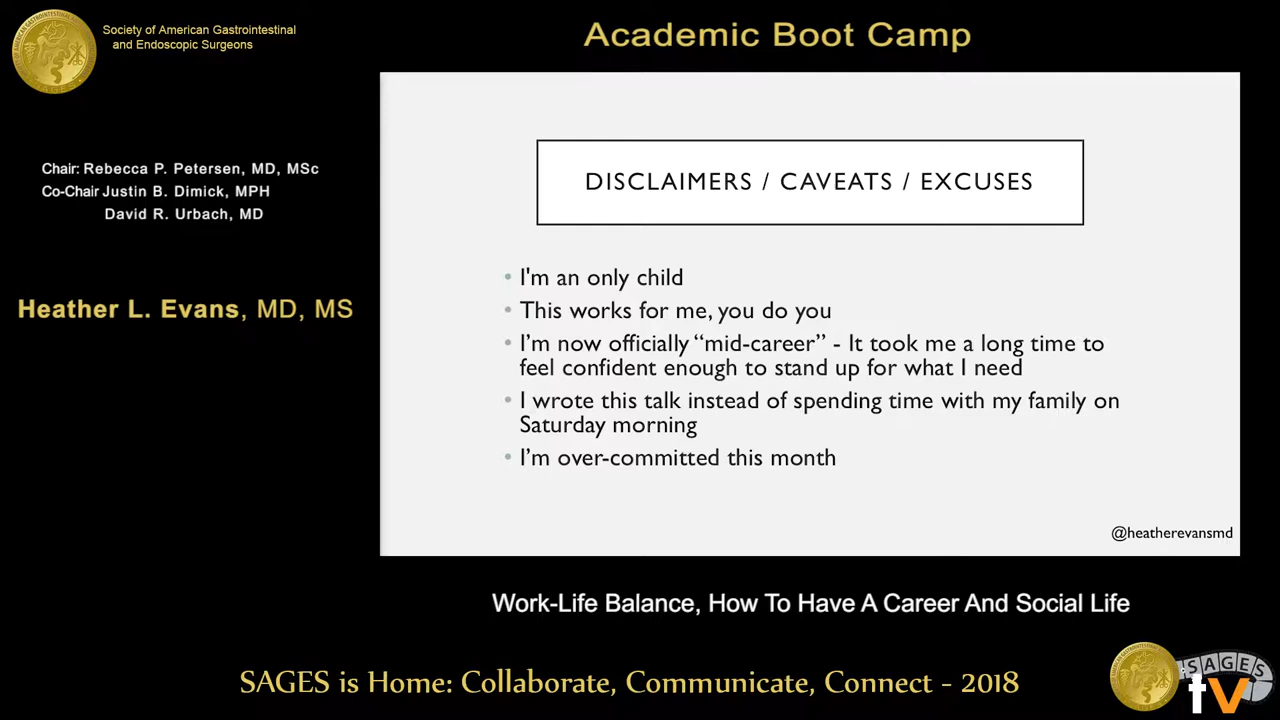 Society of American Gastrointestinal
and Endoscopic Surgeons
Academic Boot Camp
Chair: Rebecca P. Petersen, MD, MSc
Co-Chair Justin B. Dimick, MPH
David R. Urbach, MD
Heather L. Evans, MD, MS
DISCLAIMERS / CAVEATS / EXCUSES
• I'm an only child
• This works for me, you do you
• I’m now officially “mid-career” - It took me a long time to
feel confident enough to stand up for what I need
• I wrote this talk instead of spending time with my family on
Saturday morning
• I’m over-committed this month
@heatherevansmd
Work-Life Balance, How To Have A Career And Social Life
SAGES is Home: Collaborate, Communicate, Connect - 2018
SAGES
tv